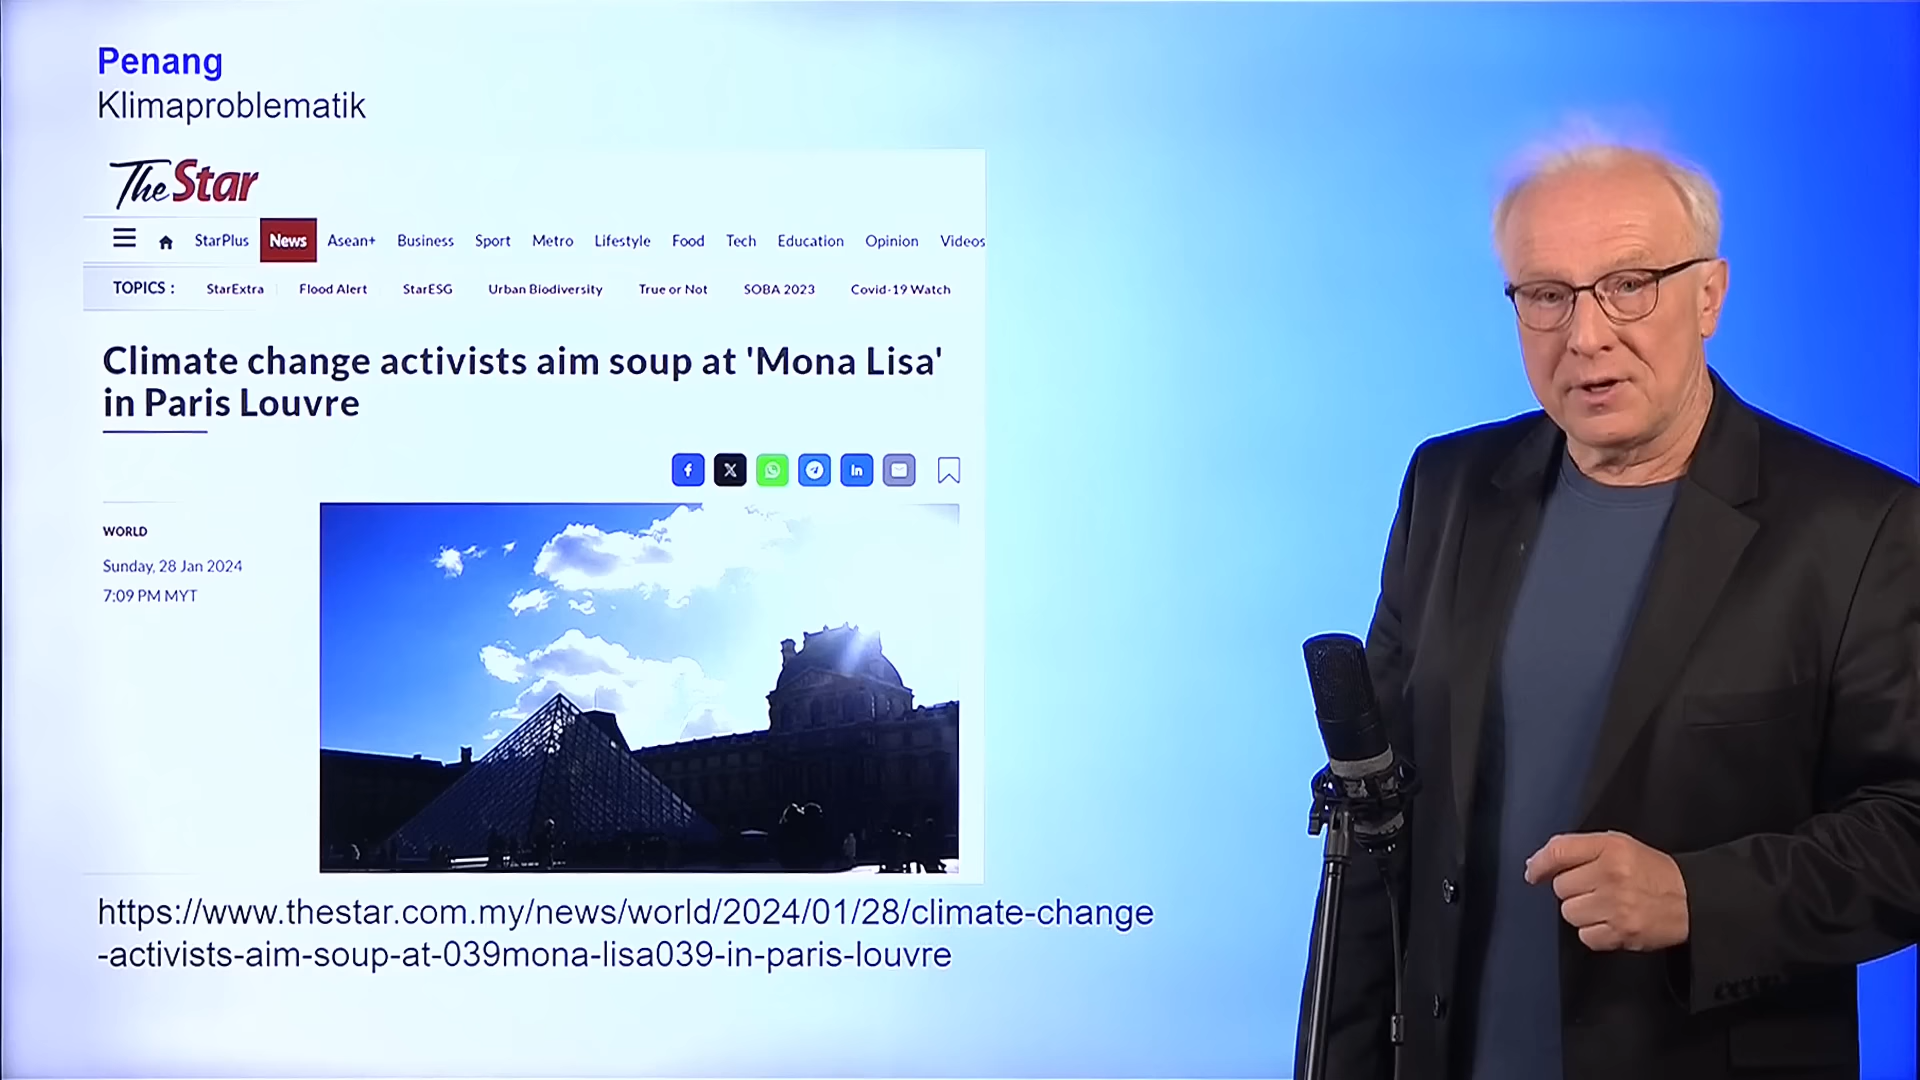 Penang
Klimaproblematik
The Star
StarPlus News Asean+ Business Sport Metro Lifestyle Food Tech Education Opinion Videos
TOPICS : StarExtra Flood Alert StarESG Urban Biodiversity True or Not SOBA 2023 Covid-19 Watch
Climate change activists aim soup at 'Mona Lisa'
in Paris Louvre
WORLD
Sunday, 28 Jan 2024
7:09 PM MYT
https://www.thestar.com.my/news/world/2024/01/28/climate-change
-activists-aim-soup-at-039mona-lisa039-in-paris-louvre